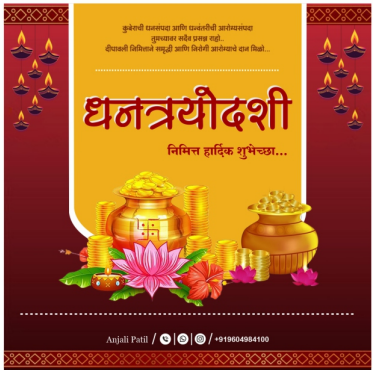 कुबेराची धनसंपदा आणि धन्वंतरीची आरोग्यसंपदा
तुमच्यावर सदैव प्रसन्न राहो..
दीपावली निमित्ताने समृद्धी आणि निरोगी आरोग्याचे दान मिळो...
धनत्रयोदशी
निमित्त हार्दिक शुभेच्छा...
Anjali Patil / / +919604984100